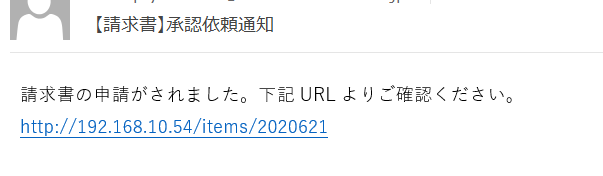 【請求書】承認依頼通知
請求書の申請がされました。下記 URL よりご確認ください。
http://192.168.10.54/items/2020621